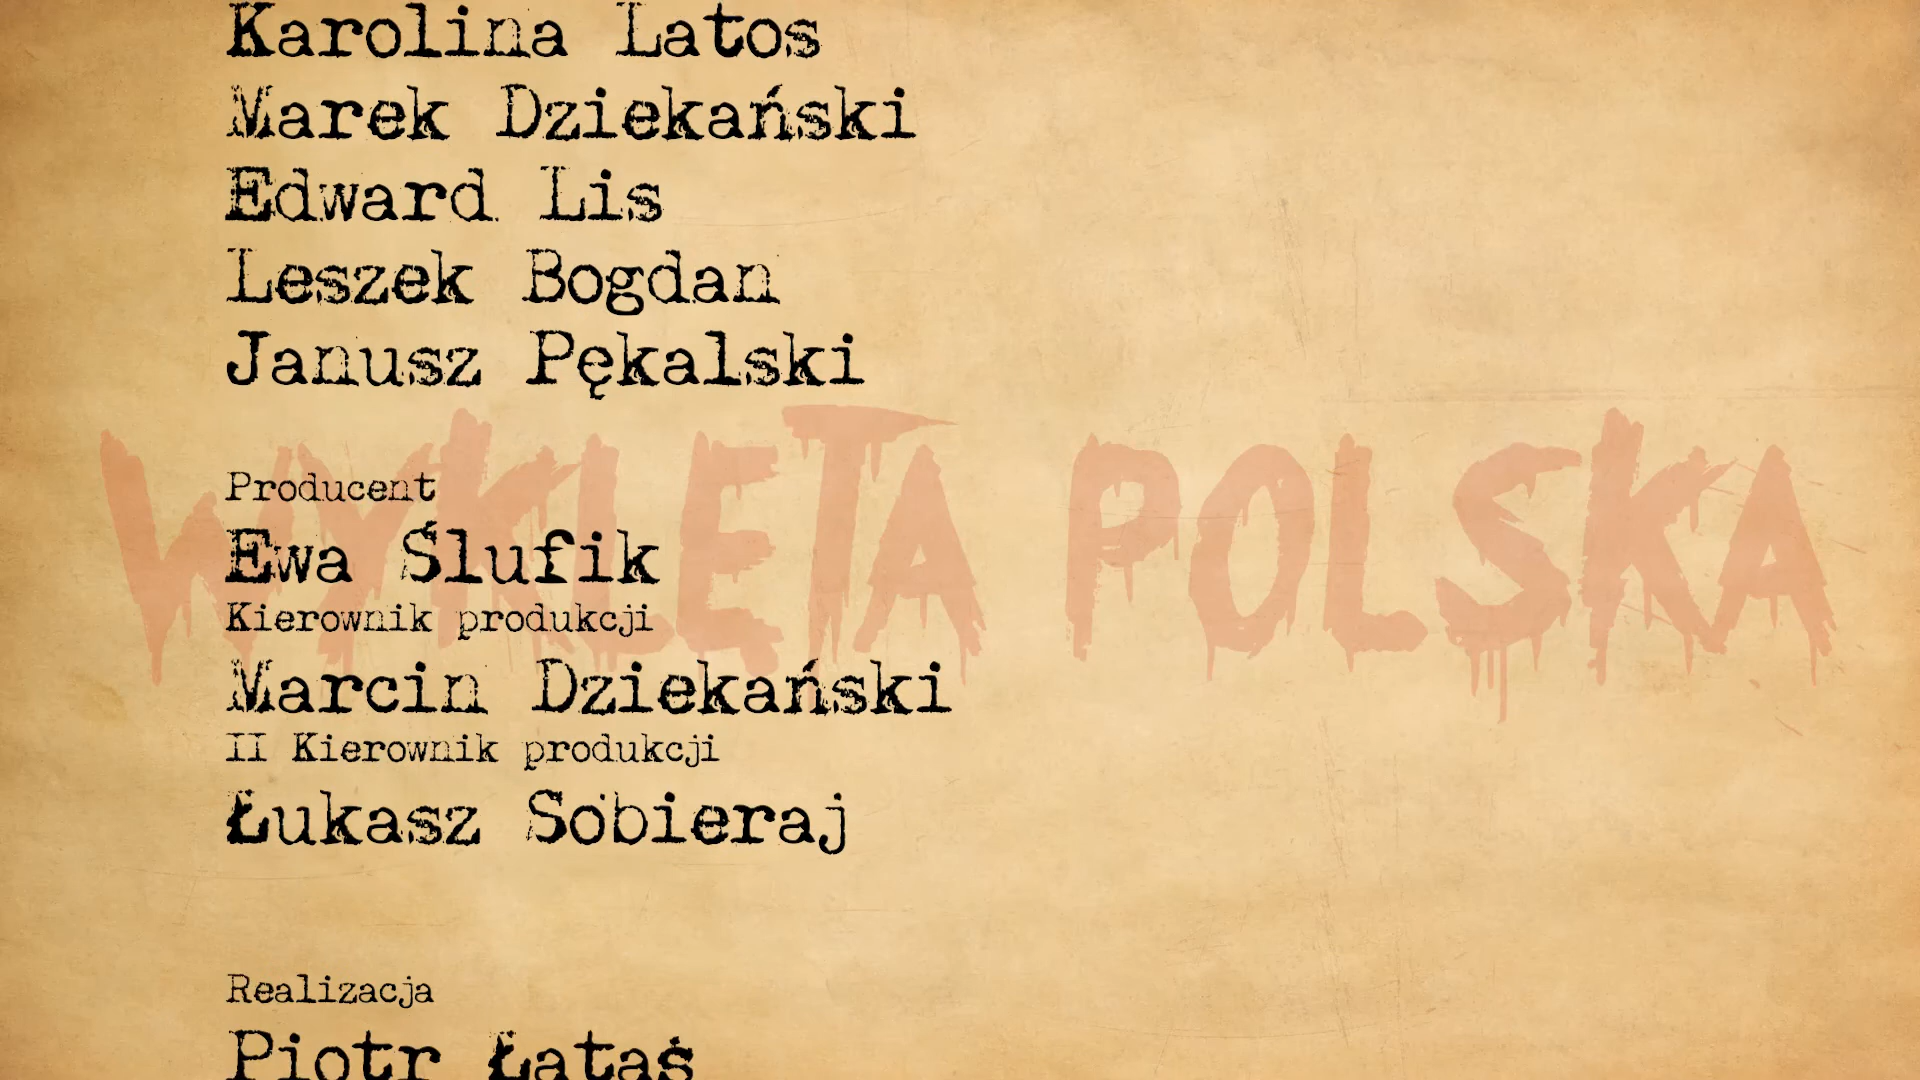 Karolina Latos
Marek Dziekański
Edward Lis
Leszek Bogdan
Janusz Pękalski
WYKLĘTA POLSKA
Producent
Ewa Ślufik
Kierownik produkcji
Marcin Dziekański
II Kierownik produkcji
Łukasz Sobieraj
Realizacja
Piotr Łataś